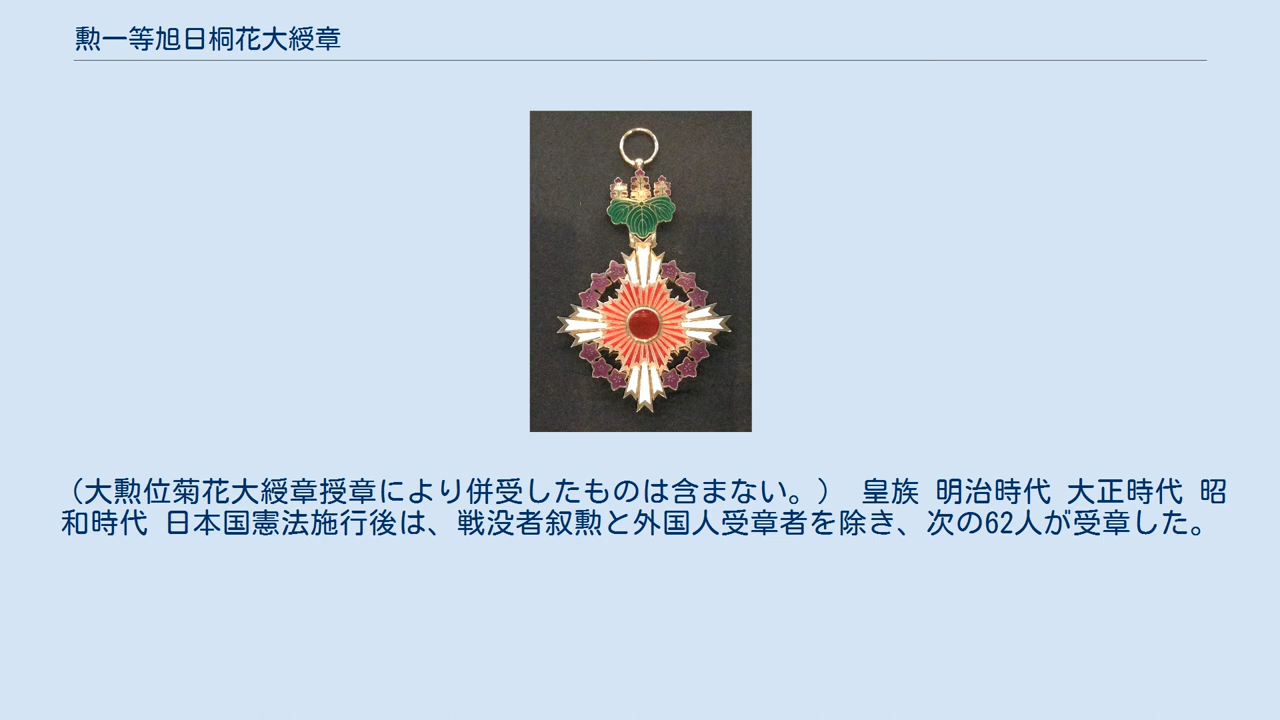 勲一等旭日桐花大綬章
（大勲位菊花大綬章授章により併受したものは含まない。） 皇族 明治時代 大正時代 昭
和時代 日本国憲法施行後は、戦没者叙勲と外国人受章者を除き、次の62人が受章した。